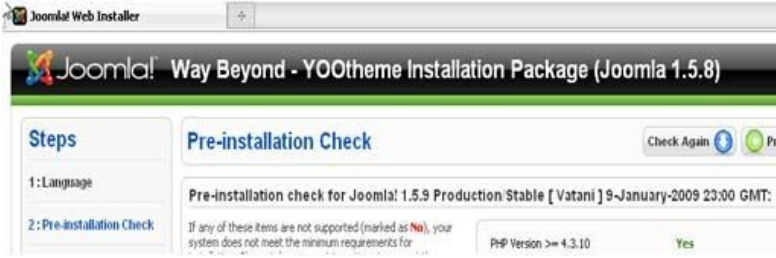 Joomla! Web Installer
Joomla! Way Beyond - YOOtheme Installation Package (Joomla 1.5.8)
Steps
1 : Language
2 : Pre-installation Check
Pre-installation Check
Check Again
Pre-installation check for Joomla! 1.5.9 Production/Stable [ Vatani ] 9-January-2009 23:00 GMT:
If any of these items are not supported (marked as No), your
system does not meet the minimum requirements for
PHP Version >= 4.3.10
Yes